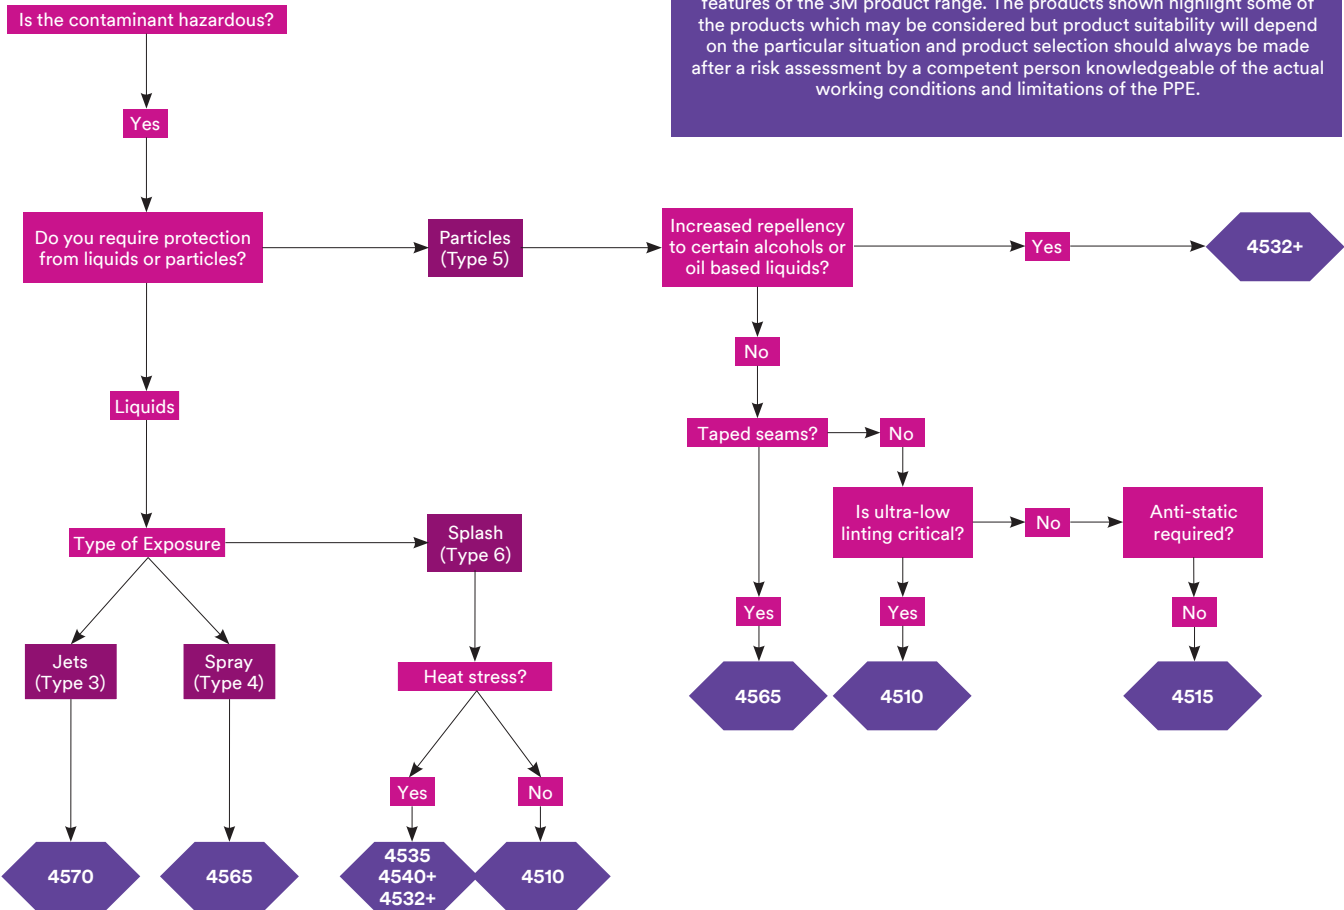 Is the contaminant hazardous?
features of the 3M product range. The products shown highlight some of
the products which may be considered but product suitability will depend
on the particular situation and product selection should always be made
after a risk assessment by a competent person knowledgeable of the actual
working conditions and limitations of the PPE.
Yes
Do you require protection
from liquids or particles?
Particles
(Type 5)
Increased repellency
to certain alcohols or
oil based liquids?
Yes
4532+
No
Liquids
Taped seams?
No
Is ultra-low
linting critical?
No
Anti-static
required?
Type of Exposure
Splash
(Type 6)
Yes
Yes
No
Jets
(Type 3)
Spray
(Type 4)
Heat stress?
4565
4510
4515
Yes
No
4570
4565
4535
4540+
4532+
4510